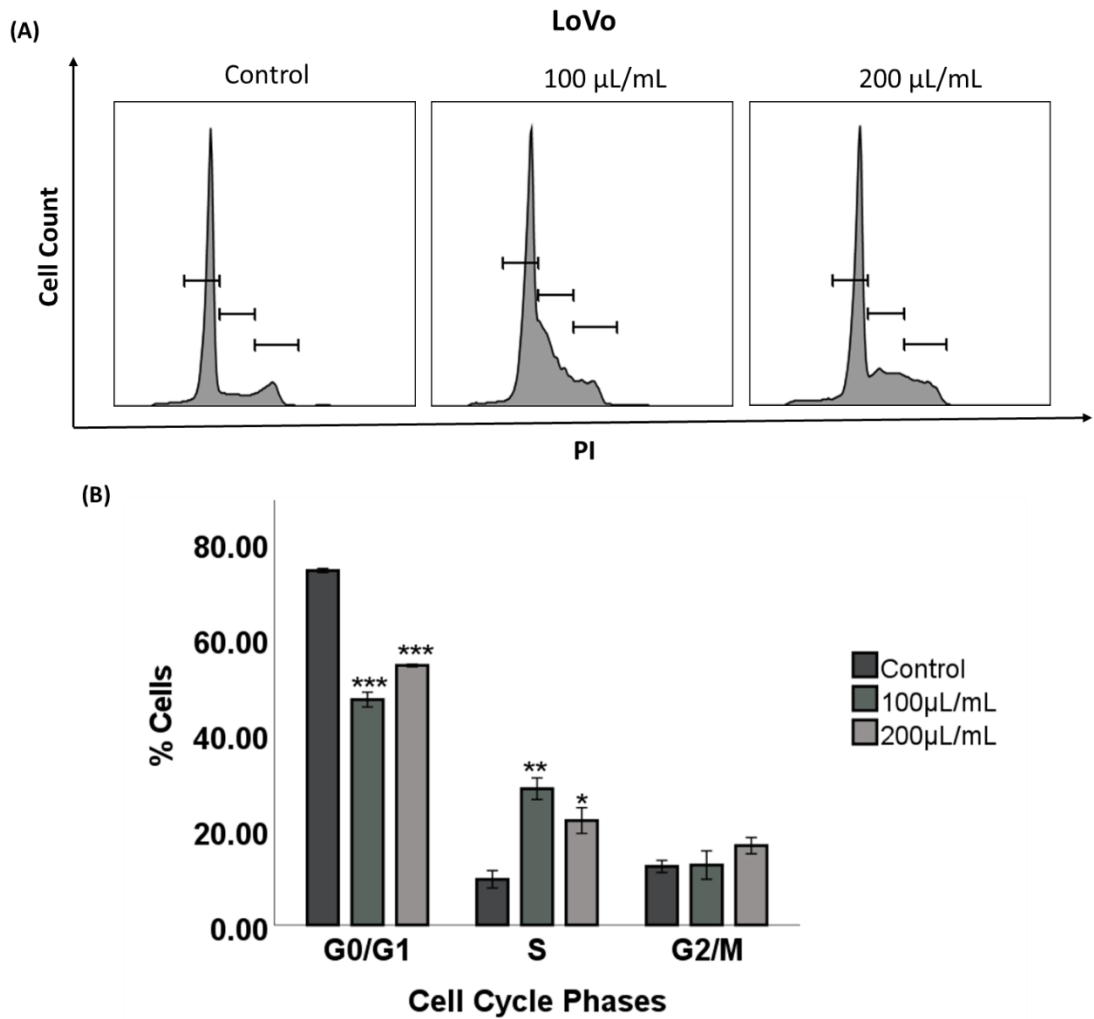 (A)
LoVo
Control
100 µL/mL
200 µL/mL
Cell Count
PI
(B)
80.00
60.00
40.00
20.00
0.00
% Cells
***
***
**
*
G0/G1
S
G2/M
Cell Cycle Phases
Control
100µL/mL
200µL/mL